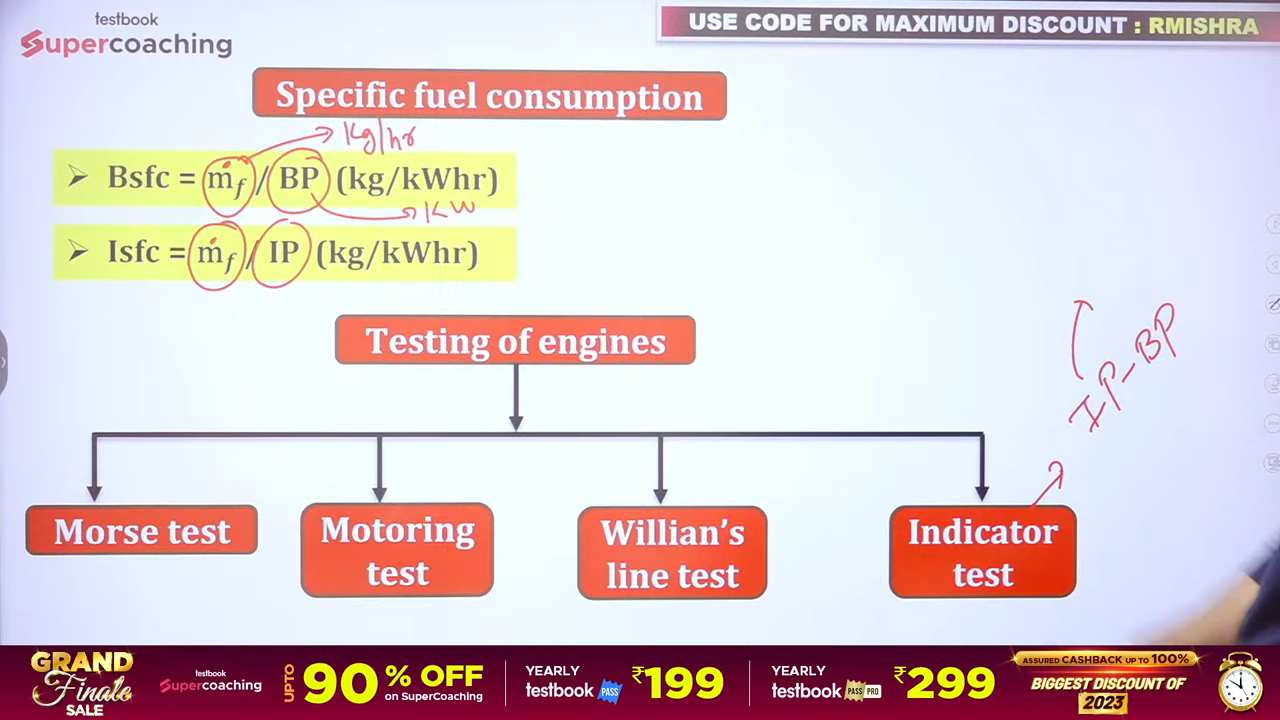 testbook
Supercoaching
USE CODE FOR MAXIMUM DISCOUNT : RMISHRA
Specific fuel consumption
Kg/hr
➢ Bsfc = ṁf / BP (kg/kWhr)
KW
➢ Isfc = ṁf / IP (kg/kWhr)
Testing of engines
IP-BP
Morse test
Motoring
test
Willian's
line test
Indicator
test
GRAND
Finale
SALE
testbook
Supercoaching
UPTO
90% OFF
on SuperCoaching
YEARLY
testbook PASS
₹199
YEARLY
testbook PASS PRO
₹299
ASSURED CASHBACK UP TO 100%
BIGGEST DISCOUNT OF
2023